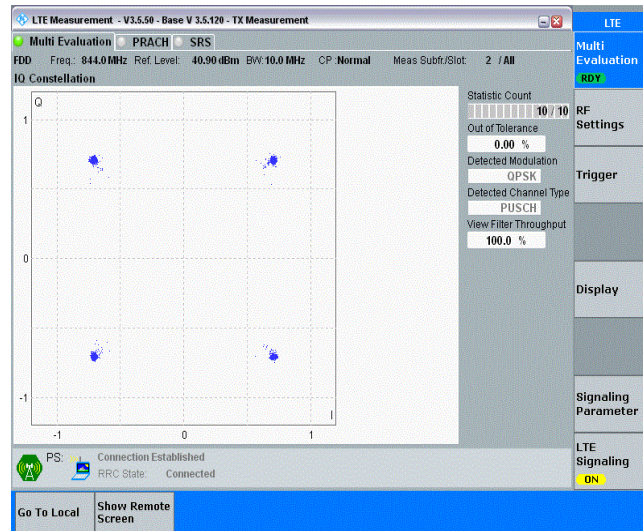 LTE Measurement - V3.5.50 - Base V 3.5.120 - TX Measurement
LTE
Multi Evaluation PRACH SRS
FDD Freq.: 844.0 MHz Ref. Level: 40.90 dBm BW: 10.0 MHz CP : Normal Meas Subfr./Slot: 2 / All
IQ Constellation
Q
1
0
-1
-1 0 1
I
Statistic Count
10 / 10
Out of Tolerance
0.00 %
Detected Modulation
QPSK
Detected Channel Type
PUSCH
View Filter Throughput
100.0 %
Multi
Evaluation
RDY
RF
Settings
Trigger
Display
Signaling
Parameter
LTE
Signaling
ON
PS: Connection Established
RRC State: Connected
Go To Local
Show Remote
Screen